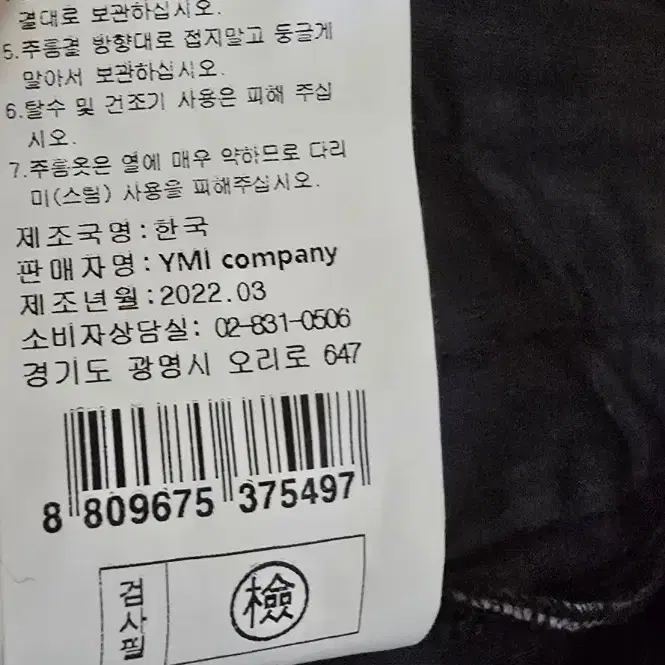 결대로 보관하십시오.
5.주름결 방향대로 접지말고 둥글게
말아서 보관하십시오.
6.탈수 및 건조기 사용은 피해 주십
시오.
7.주름옷은 열에 매우 약하므로 다리
미(스팀) 사용을 피해주십시오.
제조국명:한국
판매자명:YMI company
제조년월:2022.03
소비자상담실: 02-831-0506
경기도 광명시 오리로 647
8 809675 375497
검사필
檢